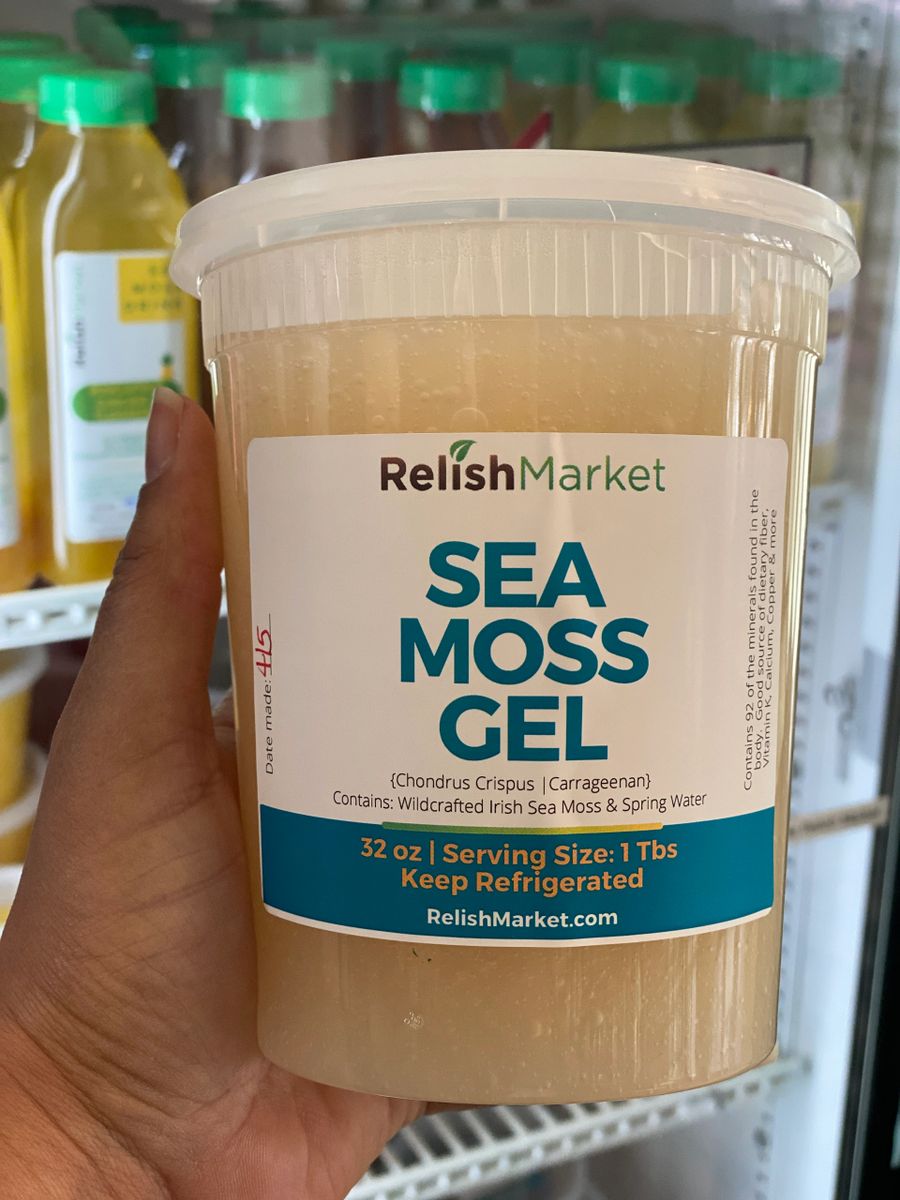 RelishMarket
SEA
MOSS
GEL
{Chondrus Crispus |Carrageenan}
Contains: Wildcrafted Irish Sea Moss & Spring Water
32 oz | Serving Size: 1 Tbs
Keep Refrigerated
RelishMarket.com
Date made: 4/5
Contains 92 of the minerals found in the
body. Good source of dietary fiber,
Vitamin K, Calcium, Copper & more